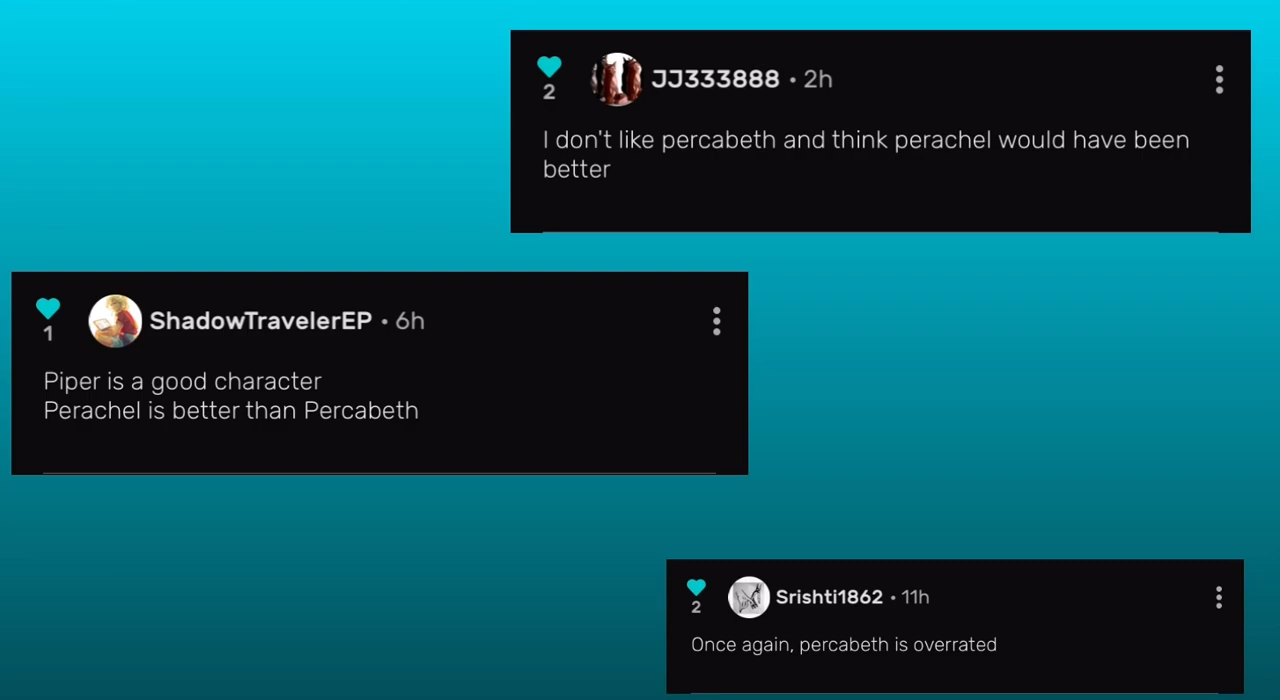 2
JJ333888 • 2h
I don't like percabeth and think perachel would have been
better
1
ShadowTravelerEP • 6h
Piper is a good character
Perachel is better than Percabeth
2
Srishti1862 • 11h
Once again, percabeth is overrated